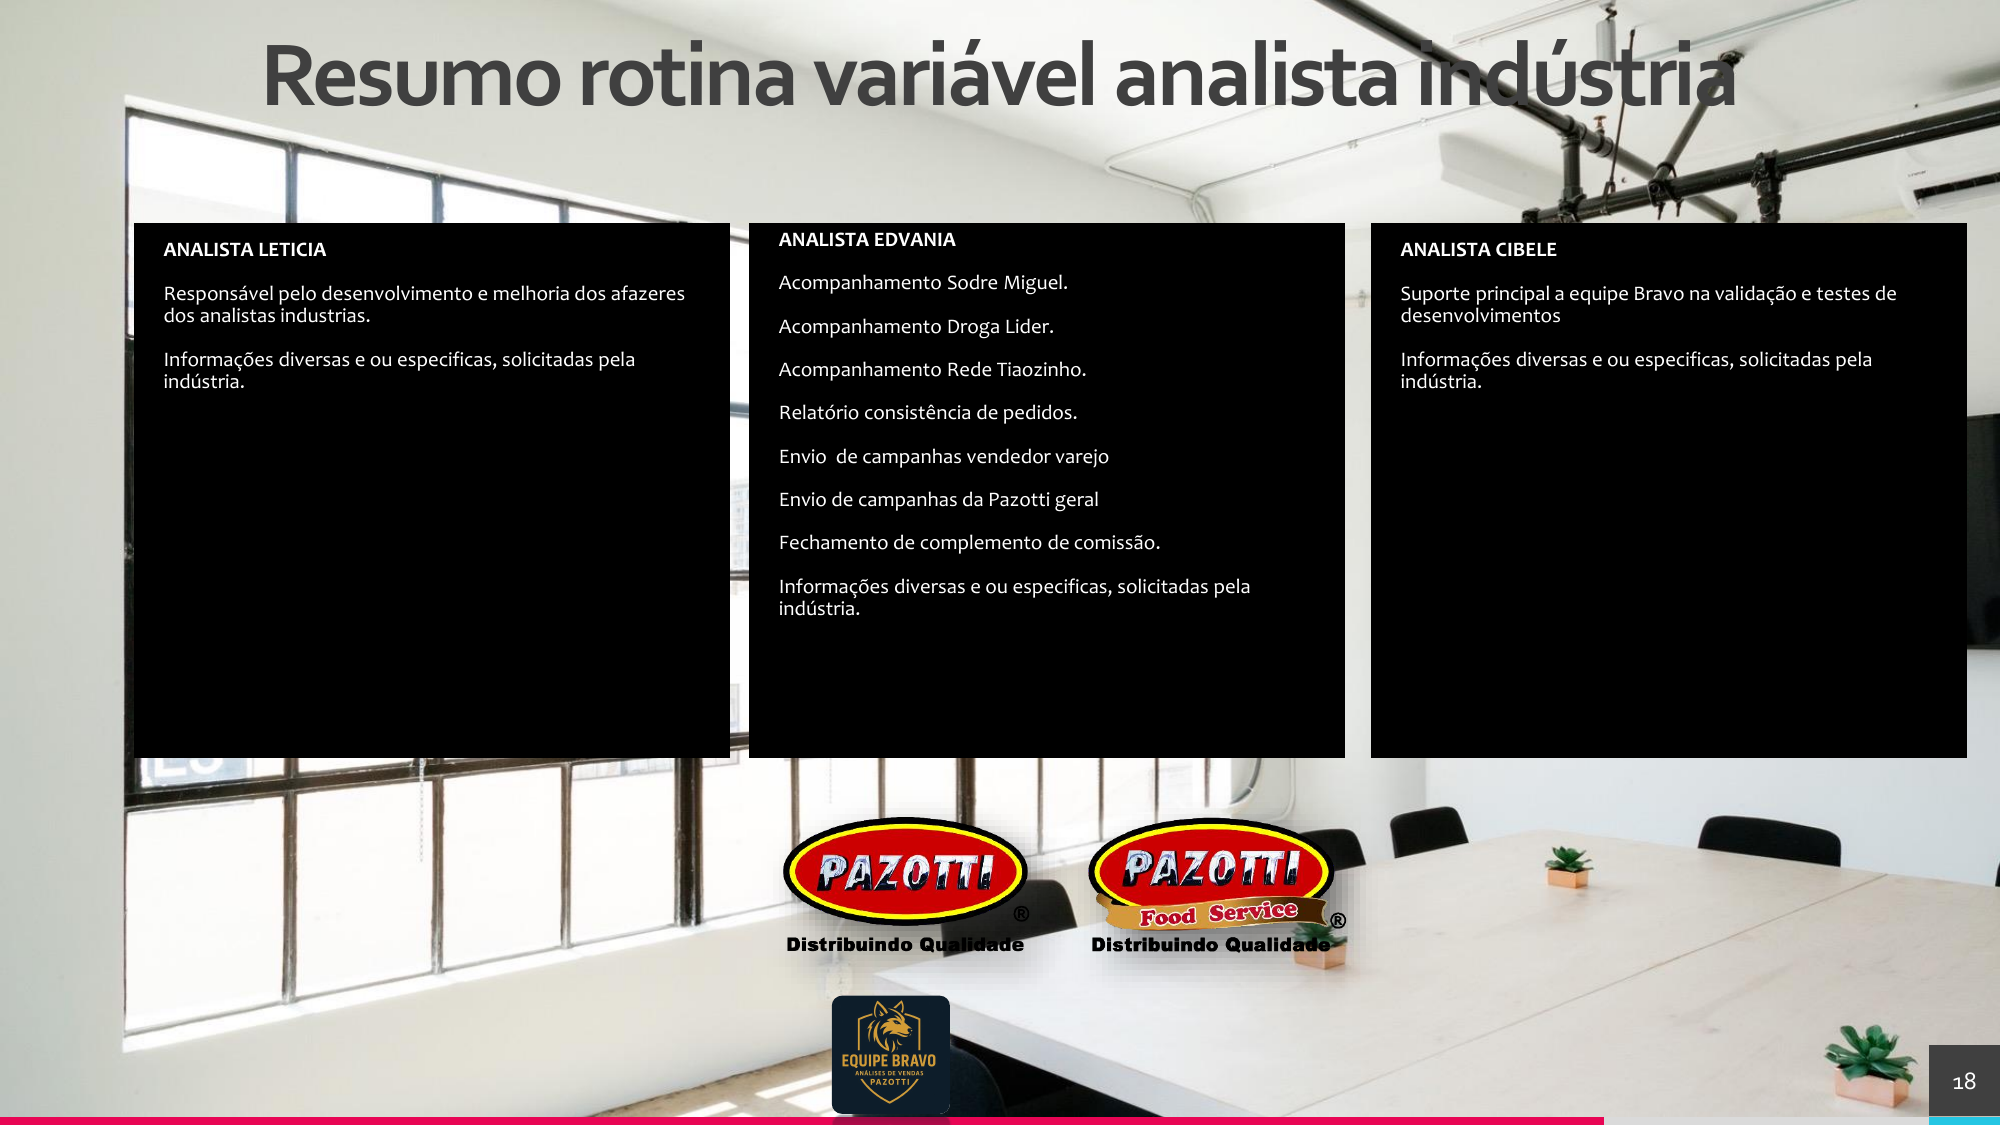 Resumo rotina variável analista indústria
ANALISTA LETICIA
Responsável pelo desenvolvimento e melhoria dos afazeres
dos analistas industrias.
Informações diversas e ou especificas, solicitadas pela
indústria.
ANALISTA EDVANIA
Acompanhamento Sodre Miguel.
Acompanhamento Droga Lider.
Acompanhamento Rede Tiaozinho.
Relatório consistência de pedidos.
Envio  de campanhas vendedor varejo
Envio de campanhas da Pazotti geral
Fechamento de complemento de comissão.
Informações diversas e ou especificas, solicitadas pela
indústria.
ANALISTA CIBELE
Suporte principal a equipe Bravo na validação e testes de
desenvolvimentos
Informações diversas e ou especificas, solicitadas pela
indústria.
PAZOTTI
®
Distribuindo Qualidade
PAZOTTI
Food Service
®
Distribuindo Qualidade
EQUIPE BRAVO
ANÁLISES DE VENDAS
PAZOTTI
18